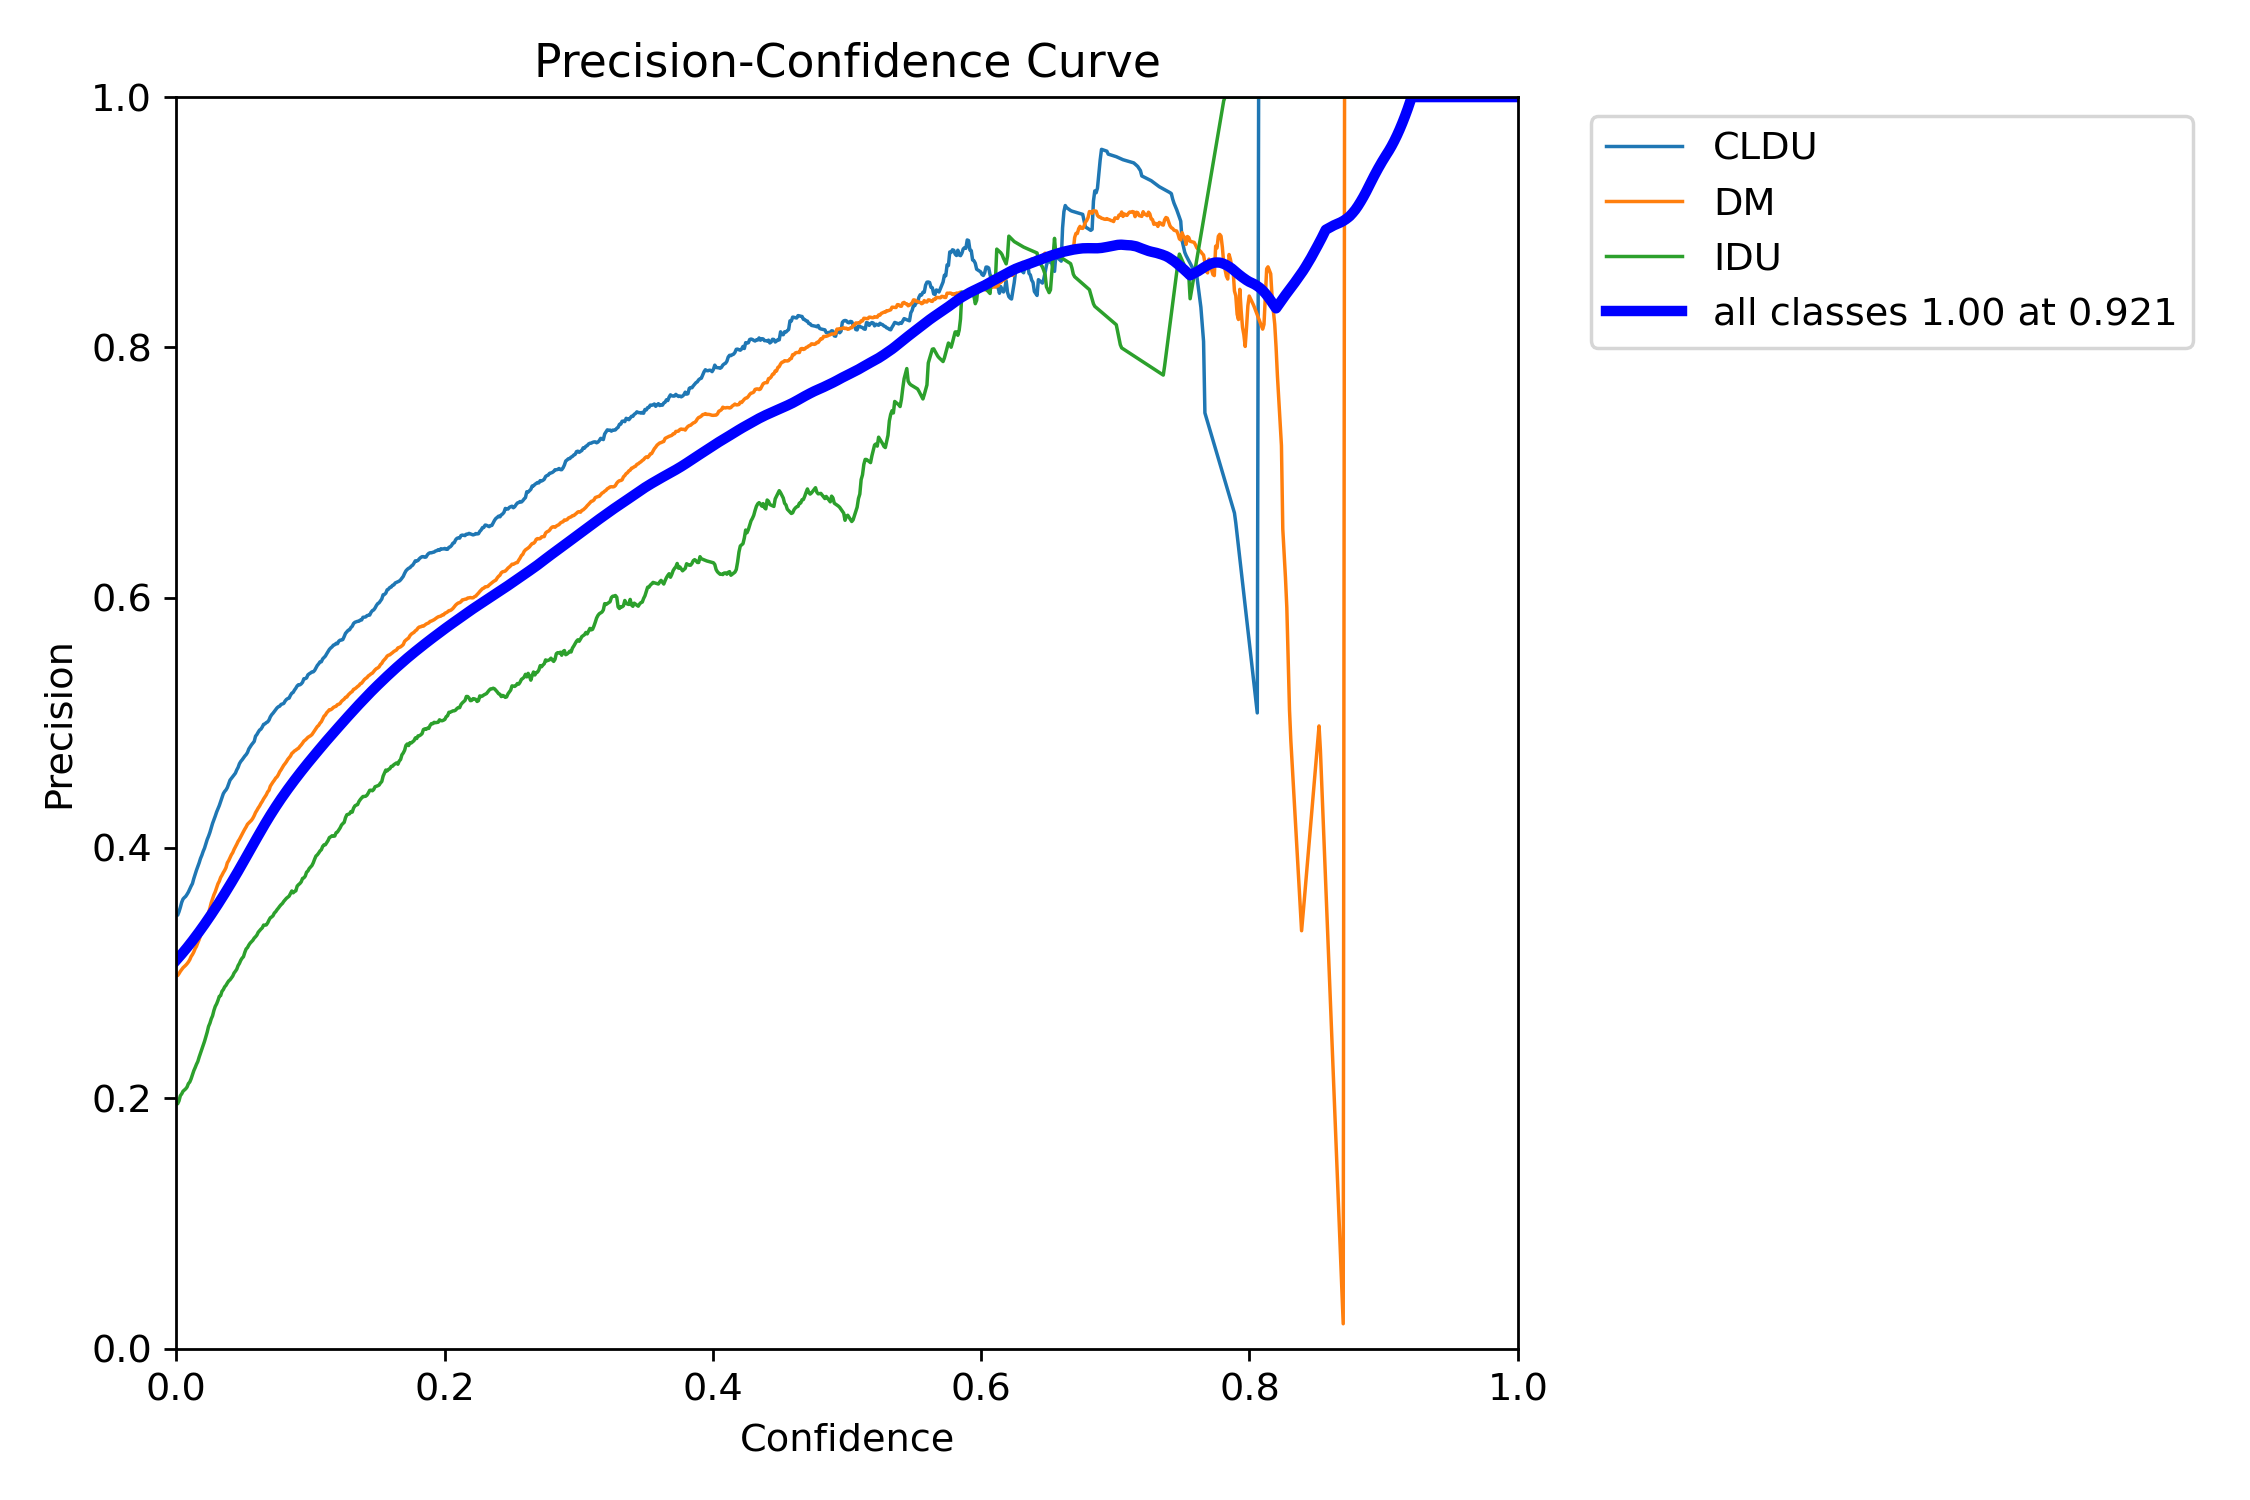 Precision-Confidence Curve
1.0
0.8
0.6
0.4
0.2
0.0
Precision
0.0 0.2 0.4 0.6 0.8 1.0
Confidence
CLDU
DM
IDU
all classes 1.00 at 0.921